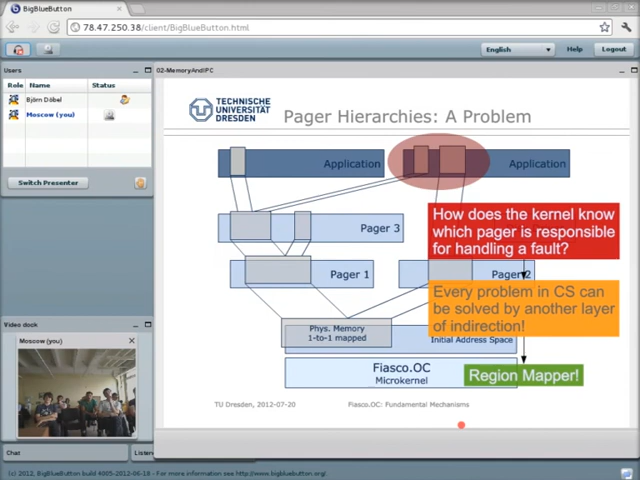 BigBlueButton
78.47.250.38/client/BigBlueButton.html
English
Help
Logout
Users
Role Name Status
Björn Döbel
Moscow (you)
Switch Presenter
Video dock
Moscow (you)
Chat
Listen
02-MemoryAndIPC
TECHNISCHE
UNIVERSITÄT
DRESDEN
Pager Hierarchies: A Problem
Application
Application
Pager 3
How does the kernel know
which pager is responsible
for handling a fault?
Pager 1
Pager 2
Every problem in CS can
be solved by another layer
of indirection!
Phys. Memory
1-to-1 mapped
Initial Address Space
Fiasco.OC
Microkernel
Region Mapper!
TU Dresden, 2012-07-20
Fiasco.OC: Fundamental Mechanisms
(c) 2012, BigBlueButton build 4005-2012-06-18 - For more information see http://www.bigbluebutton.org/.